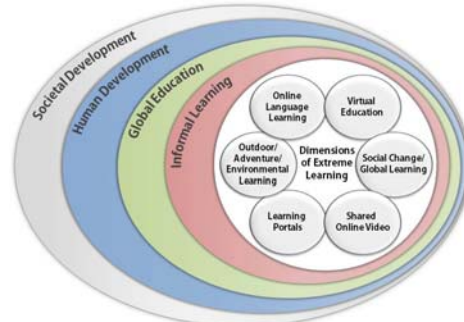 Societal Development
Human Development
Global Education
Informal Learning
Online
Language
Learning
Virtual
Education
Outdoor/
Adventure/
Environmental
Learning
Dimensions
of Extreme
Learning
Social Change/
Global Learning
Learning
Portals
Shared
Online Video